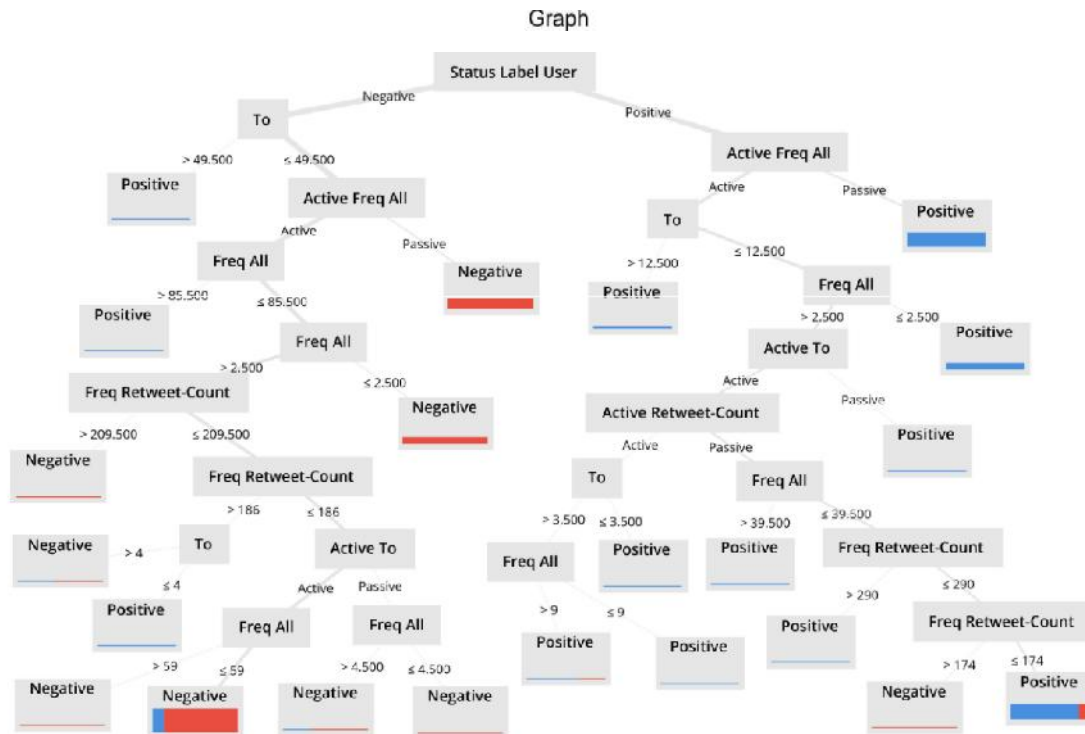 Graph
Status Label User
Negative
Positive
To
Active Freq All
> 49.500
≤ 49.500
Active
Passive
Positive
Active Freq All
To
Positive
Active
Passive
> 12.500
≤ 12.500
Freq All
Negative
Positive
Freq All
> 85.500
≤ 85.500
> 2.500
≤ 2.500
Positive
Freq All
Active To
Positive
> 2.500
≤ 2.500
Active
Passive
Freq Retweet-Count
Negative
Active Retweet-Count
Positive
> 209.500
≤ 209.500
Active
Passive
Negative
Freq Retweet-Count
To
Freq All
> 186
≤ 186
> 3.500
≤ 3.500
> 39.500
≤ 39.500
Negative
> 4
To
Active To
Freq All
Positive
Positive
Freq Retweet-Count
≤ 4
Active
Passive
> 9
≤ 9
> 290
≤ 290
Positive
Freq All
Freq All
Positive
Positive
Positive
Freq Retweet-Count
> 59
≤ 59
> 4.500
≤ 4.500
> 174
≤ 174
Negative
Negative
Negative
Negative
Negative
Positive